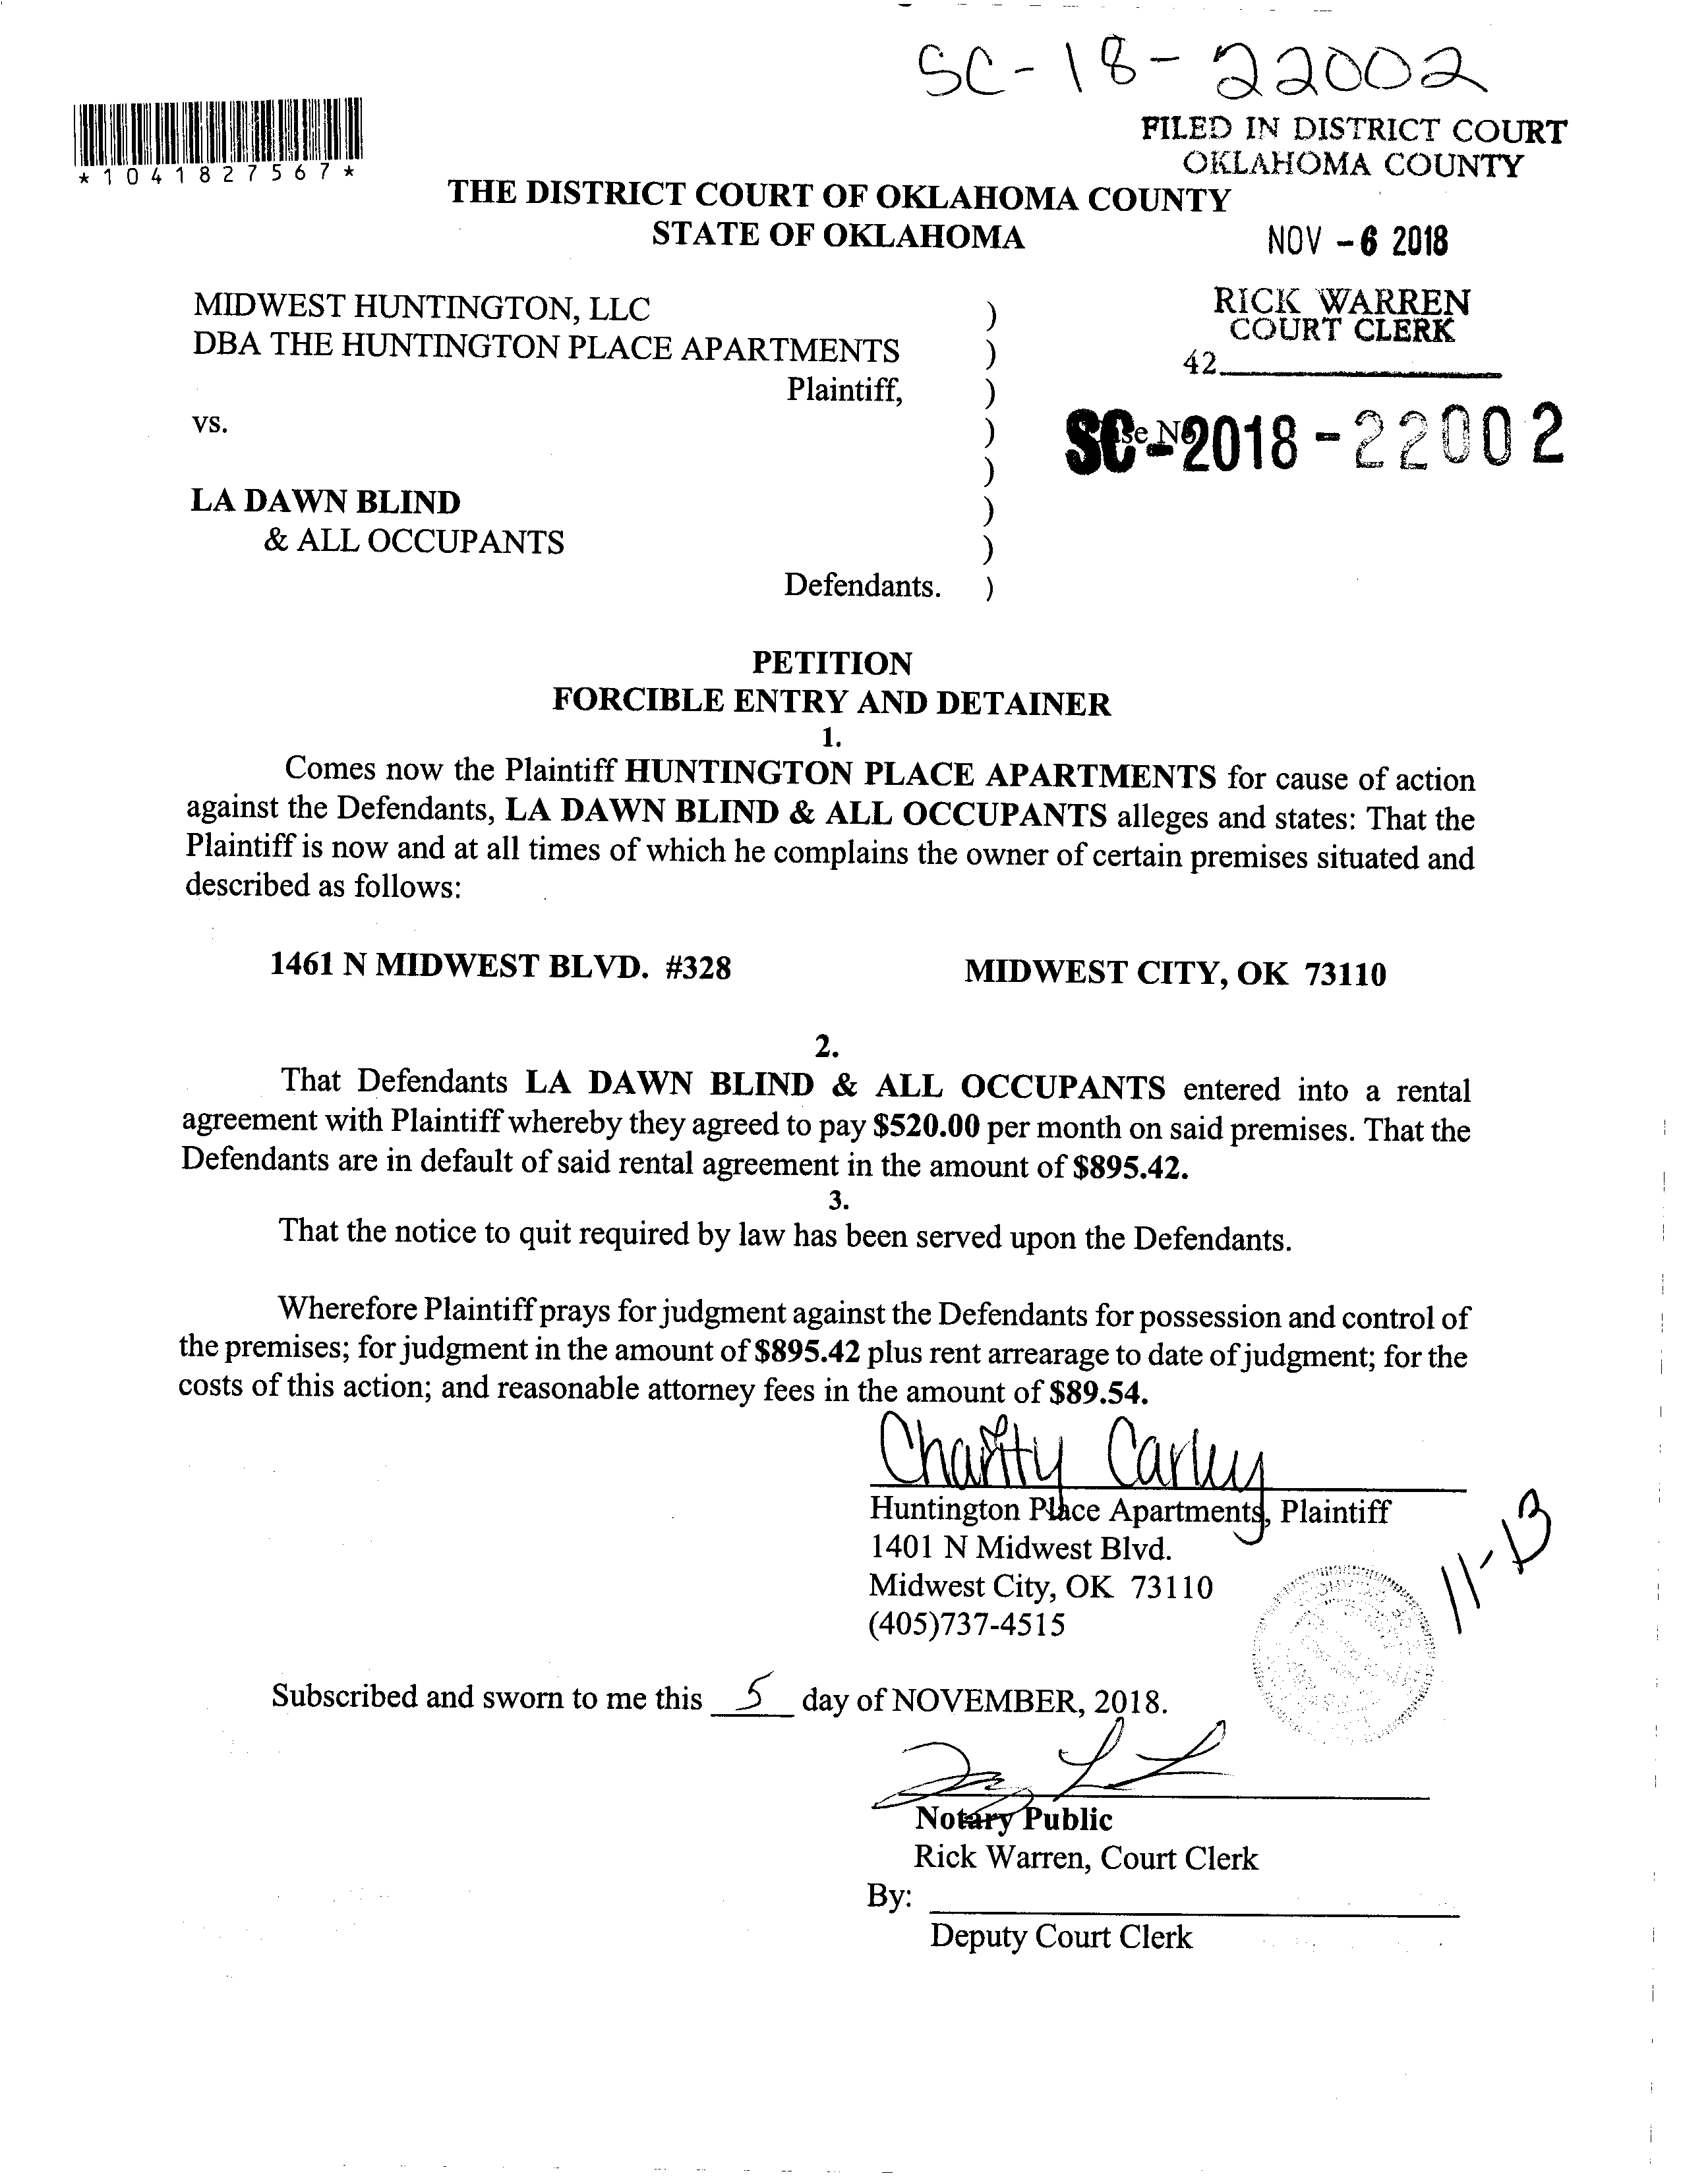 SC-18-22002
*1041827567*
FILED IN DISTRICT COURT
OKLAHOMA COUNTY
THE DISTRICT COURT OF OKLAHOMA COUNTY
STATE OF OKLAHOMA
NOV -6 2018
RICK WARREN
COURT CLERK
42
MIDWEST HUNTINGTON, LLC )
DBA THE HUNTINGTON PLACE APARTMENTS )
Plaintiff, )
vs. )
)
SC-2018-22002
LA DAWN BLIND )
& ALL OCCUPANTS )
Defendants. )
PETITION
FORCIBLE ENTRY AND DETAINER
1.
Comes now the Plaintiff HUNTINGTON PLACE APARTMENTS for cause of action
against the Defendants, LA DAWN BLIND & ALL OCCUPANTS alleges and states: That the
Plaintiff is now and at all times of which he complains the owner of certain premises situated and
described as follows:
1461 N MIDWEST BLVD. #328 MIDWEST CITY, OK 73110
2.
That Defendants LA DAWN BLIND & ALL OCCUPANTS entered into a rental
agreement with Plaintiff whereby they agreed to pay $520.00 per month on said premises. That the
Defendants are in default of said rental agreement in the amount of $895.42.
3.
That the notice to quit required by law has been served upon the Defendants.
Wherefore Plaintiff prays for judgment against the Defendants for possession and control of
the premises; for judgment in the amount of $895.42 plus rent arrearage to date of judgment; for the
costs of this action; and reasonable attorney fees in the amount of $89.54.
Charity Carley
Huntington Place Apartments, Plaintiff
1401 N Midwest Blvd.
Midwest City, OK 73110
(405)737-4515
11-13
Subscribed and sworn to me this 5 day of NOVEMBER, 2018.
Notary Public
Rick Warren, Court Clerk
By:
Deputy Court Clerk